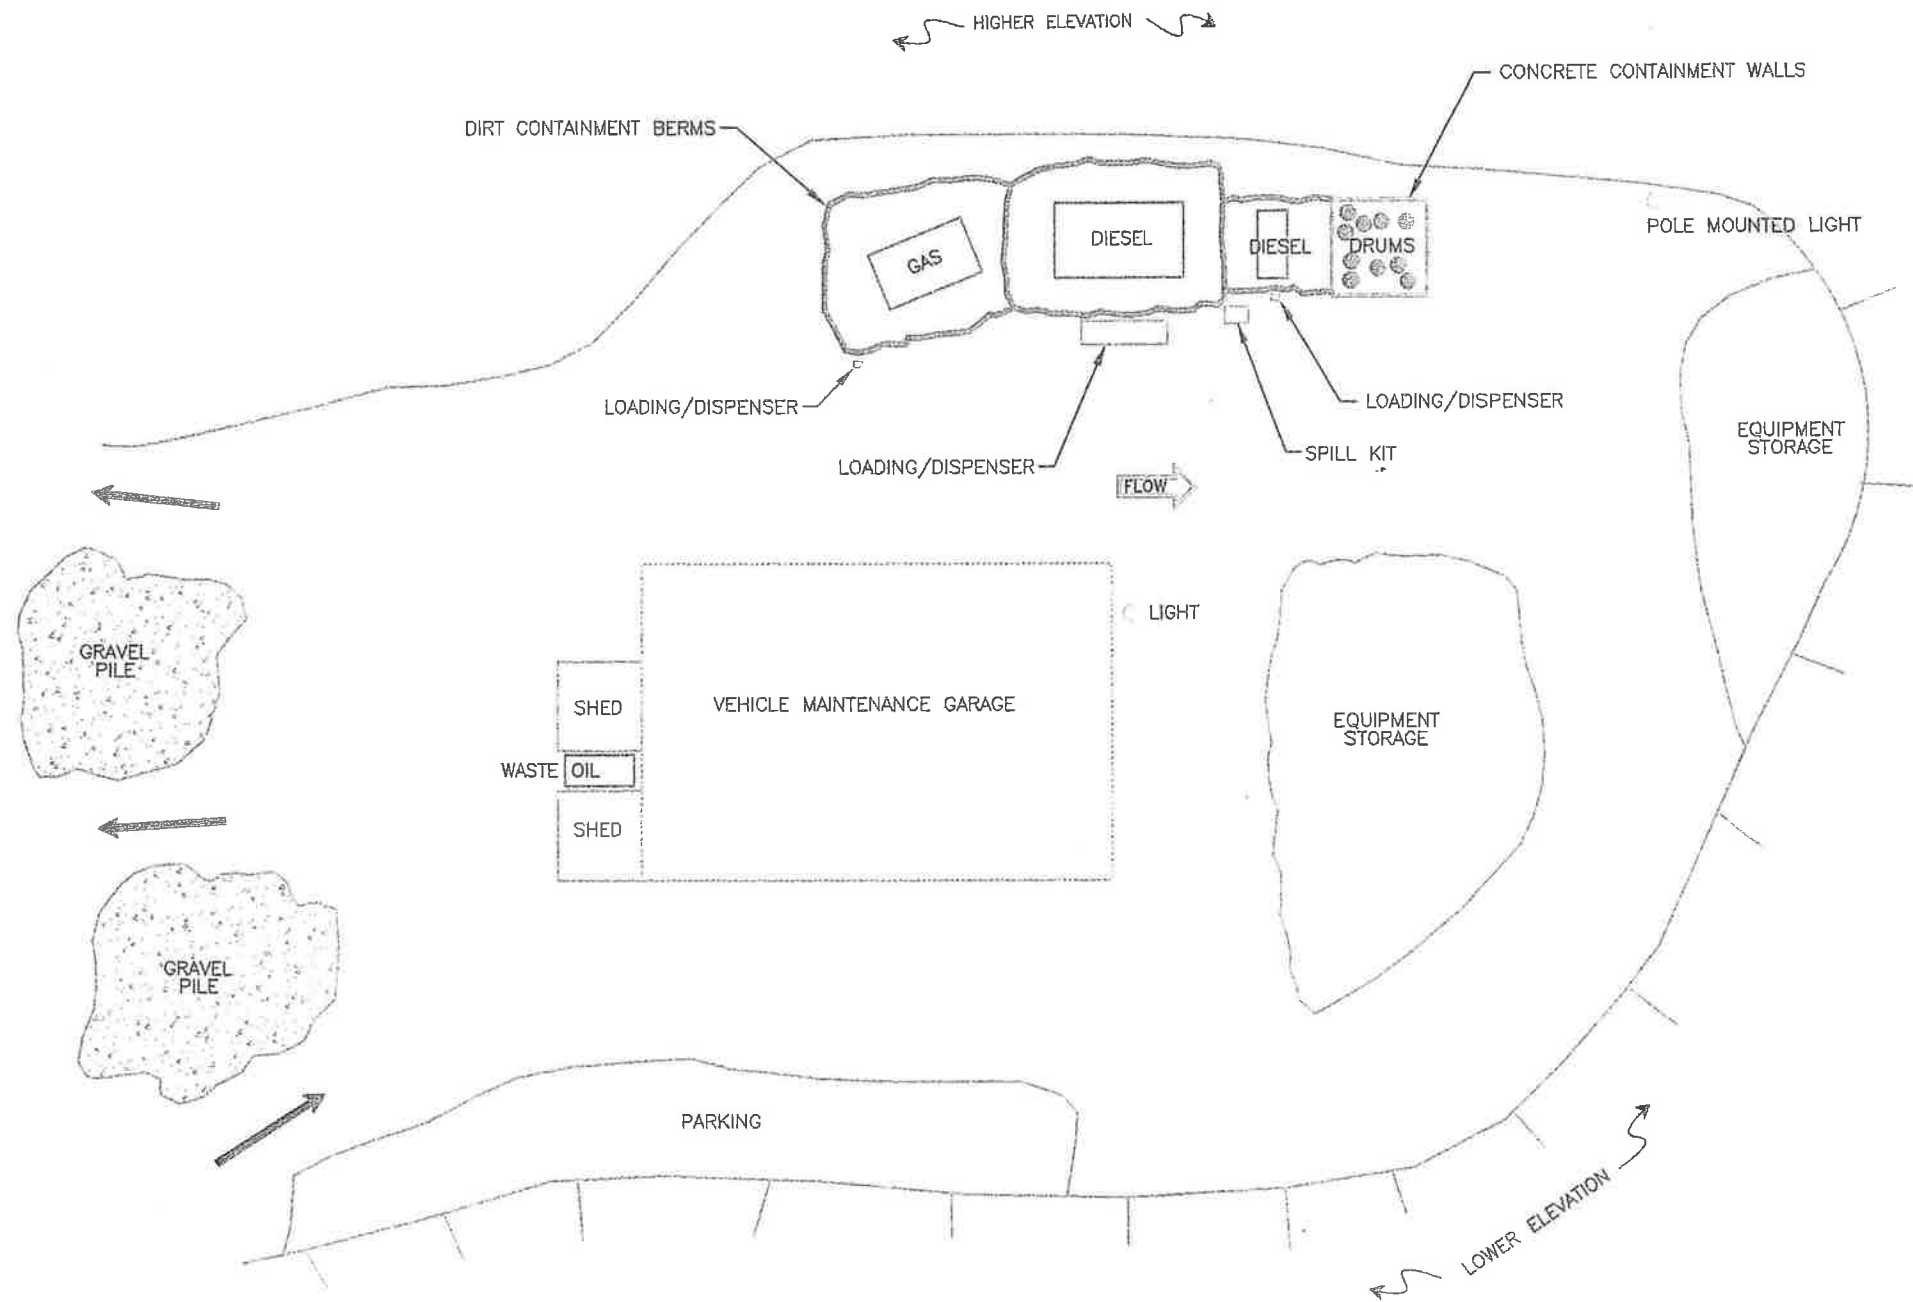 HIGHER ELEVATION
CONCRETE CONTAINMENT WALLS
DIRT CONTAINMENT BERMS
POLE MOUNTED LIGHT
GAS
DIESEL
DIESEL
DRUMS
LOADING/DISPENSER
LOADING/DISPENSER
LOADING/DISPENSER
SPILL KIT
FLOW
EQUIPMENT
STORAGE
LIGHT
GRAVEL
PILE
SHED
VEHICLE MAINTENANCE GARAGE
EQUIPMENT
STORAGE
WASTE OIL
SHED
GRAVEL
PILE
PARKING
LOWER ELEVATION